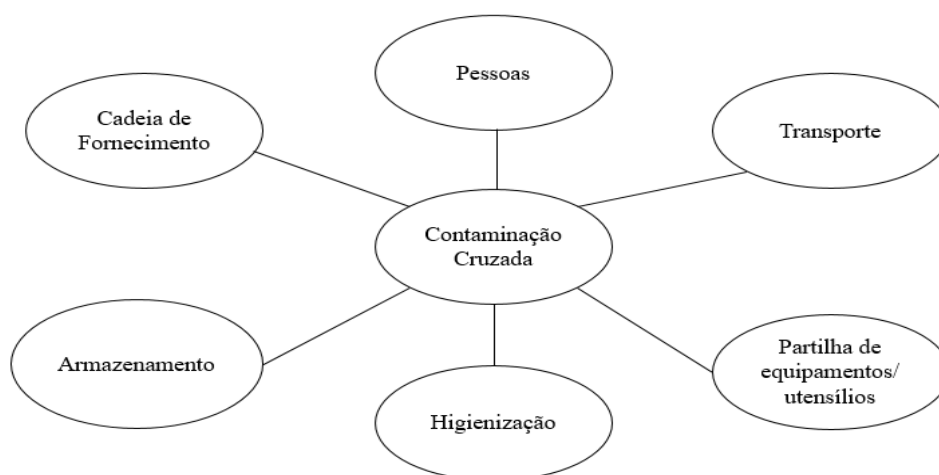 Pessoas
Cadeia de
Fornecimento
Transporte
Contaminação
Cruzada
Armazenamento
Partilha de
equipamentos/
utensílios
Higienização